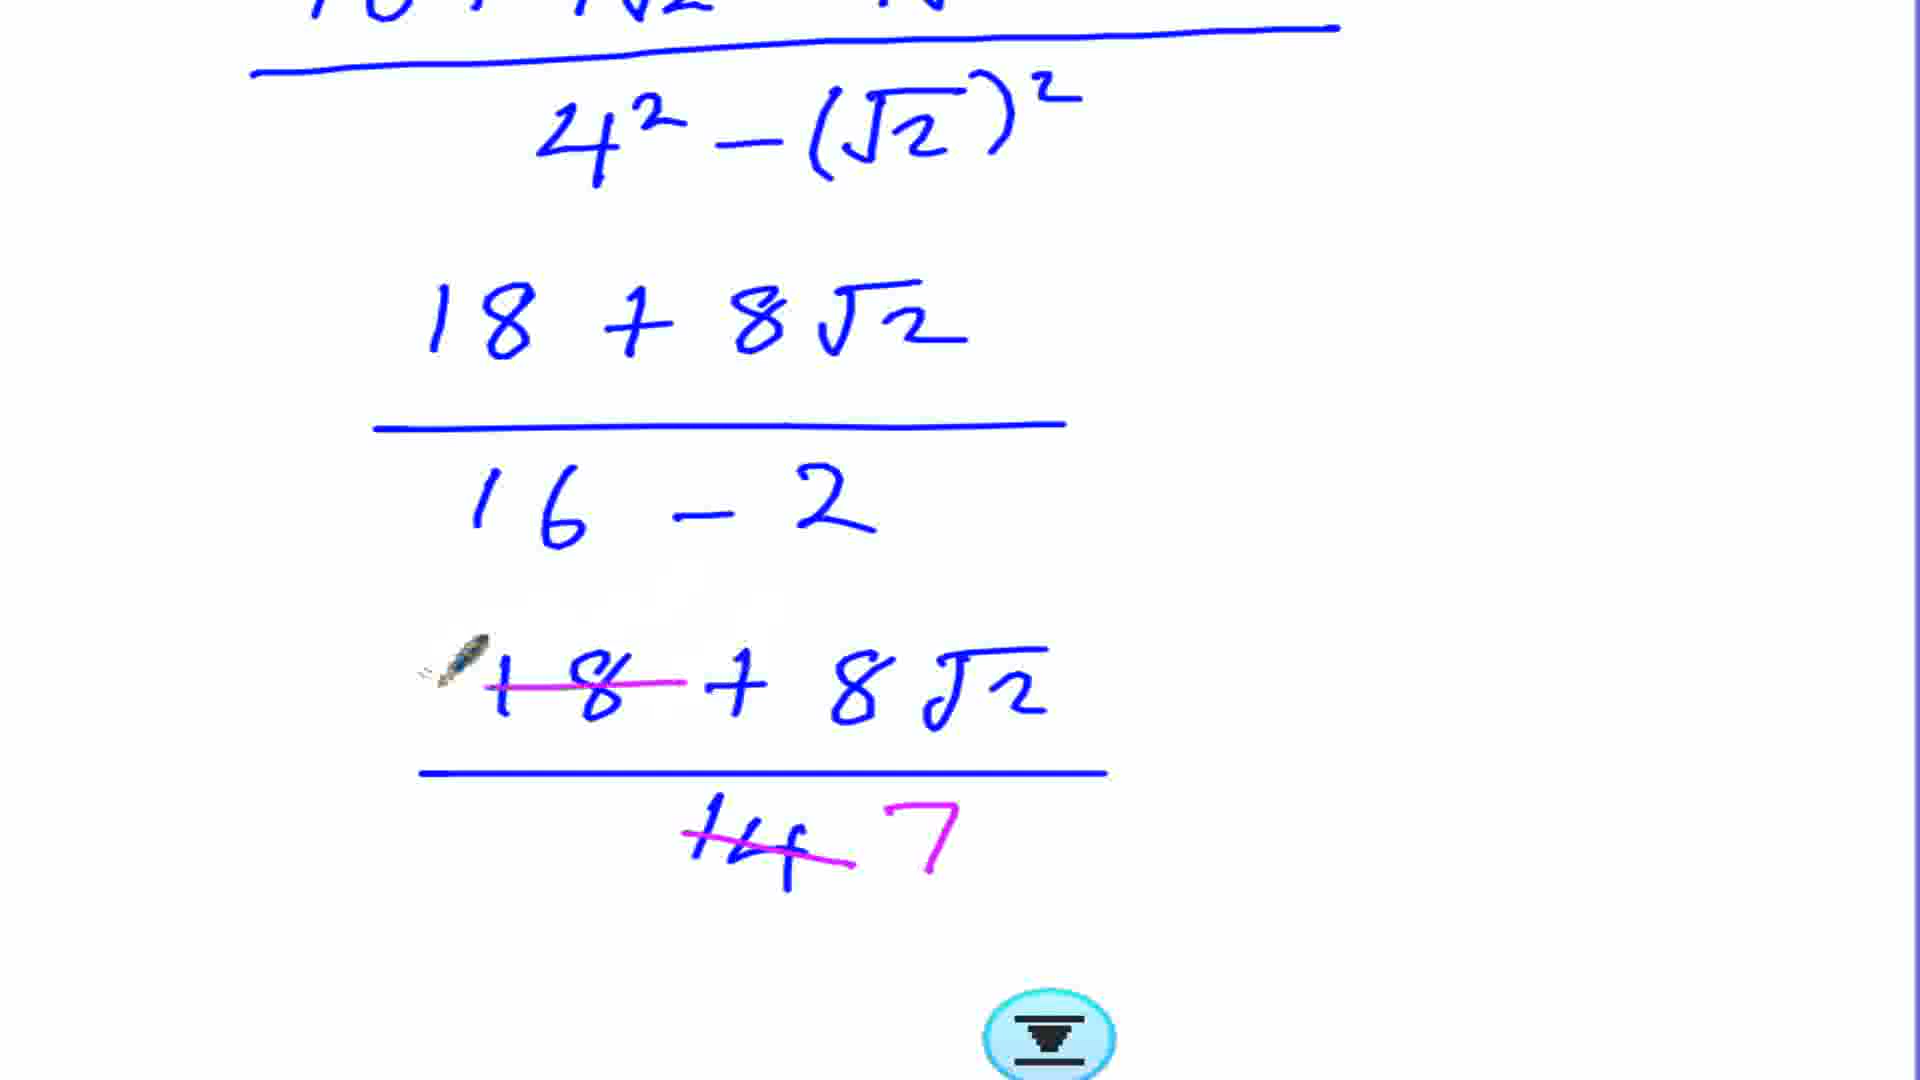 4² - (√2)²
18 + 8√2
16 - 2
18 + 8√2
14 7